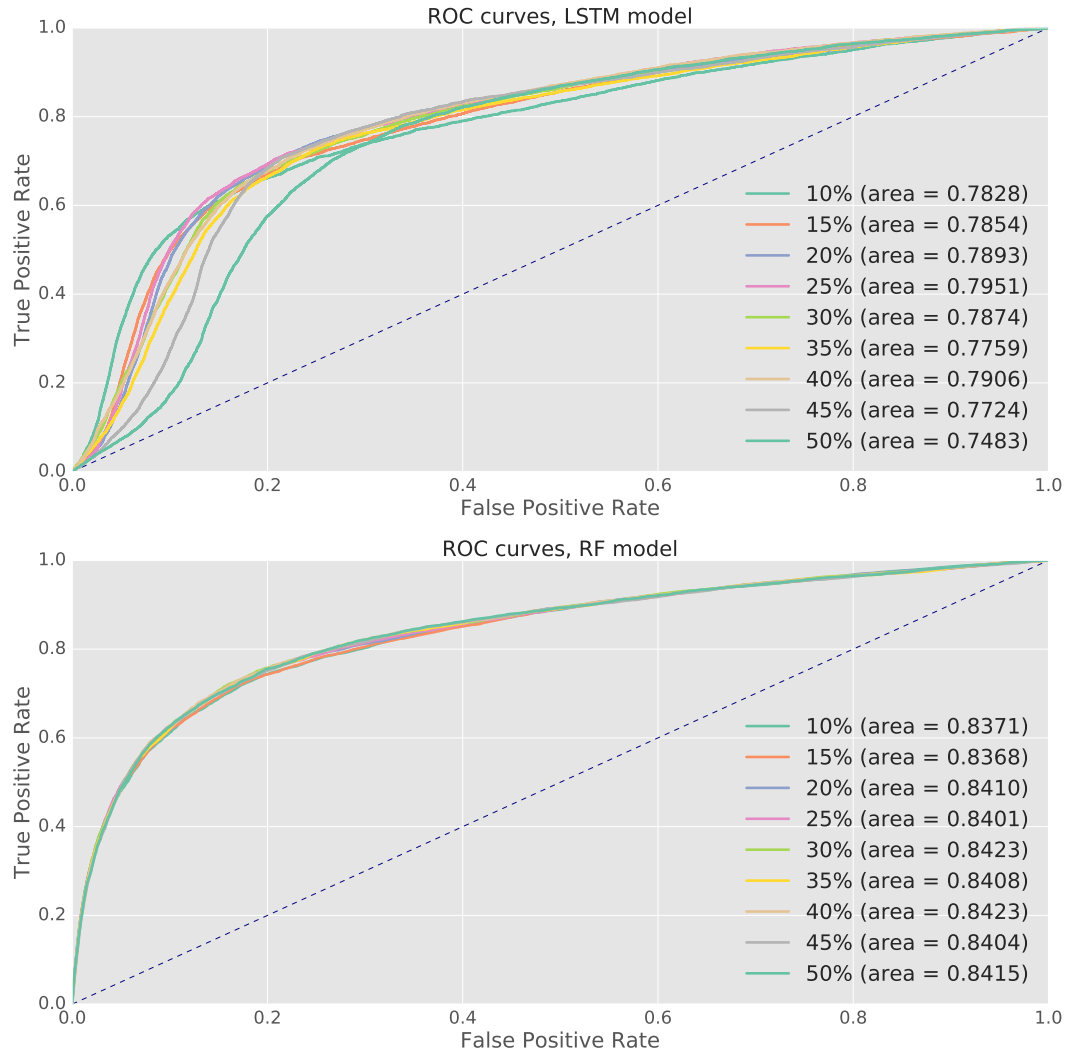 ROC curves, LSTM model
1.0
0.8
0.6
0.4
0.2
0.0
True Positive Rate
10% (area = 0.7828)
15% (area = 0.7854)
20% (area = 0.7893)
25% (area = 0.7951)
30% (area = 0.7874)
35% (area = 0.7759)
40% (area = 0.7906)
45% (area = 0.7724)
50% (area = 0.7483)
0.0 0.2 0.4 0.6 0.8 1.0
False Positive Rate
ROC curves, RF model
1.0
0.8
0.6
0.4
0.2
0.0
True Positive Rate
10% (area = 0.8371)
15% (area = 0.8368)
20% (area = 0.8410)
25% (area = 0.8401)
30% (area = 0.8423)
35% (area = 0.8408)
40% (area = 0.8423)
45% (area = 0.8404)
50% (area = 0.8415)
0.0 0.2 0.4 0.6 0.8 1.0
False Positive Rate